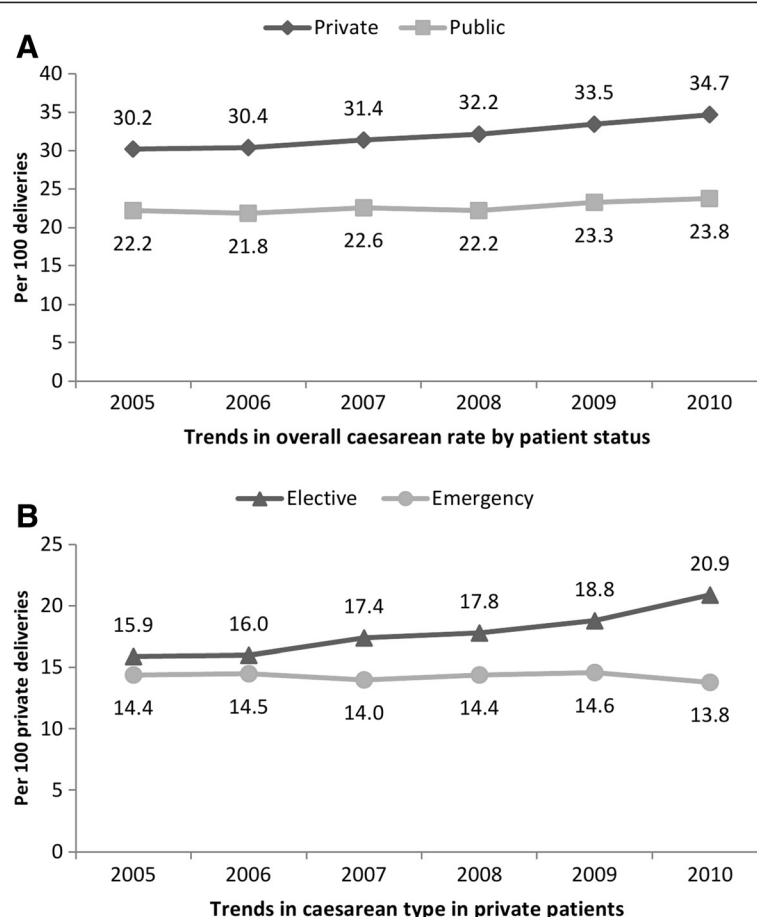 Private Public
A
40
35
30
25
20
15
10
5
0
Per 100 deliveries
30.2 30.4 31.4 32.2 33.5 34.7
22.2 21.8 22.6 22.2 23.3 23.8
2005 2006 2007 2008 2009 2010
Trends in overall caesarean rate by patient status
Elective Emergency
B
25
20
15
10
5
0
Per 100 private deliveries
15.9 16.0 17.4 17.8 18.8 20.9
14.4 14.5 14.0 14.4 14.6 13.8
2005 2006 2007 2008 2009 2010
Trends in caesarean type in private patients